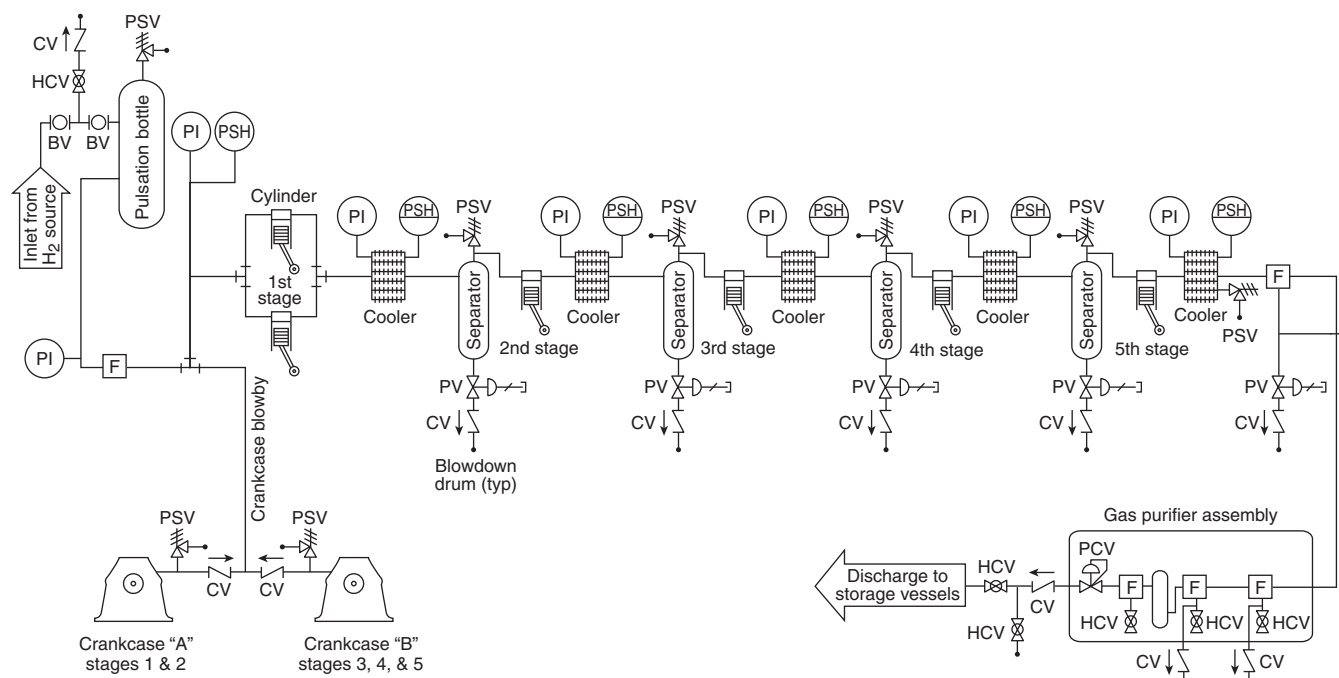 PSV
CV
HCV
BV
BV
Pulsation bottle
PI
PSH
Inlet from
H2 source
Cylinder
1st
stage
PI
PSH
PSV
PI
PSH
PSV
PI
PSH
PSV
PI
PSH
PSV
PI
PSH
Cooler
Separator
Cooler
Separator
Cooler
Separator
Cooler
Separator
Cooler
F
PSV
2nd stage
3rd stage
4th stage
5th stage
PI
F
PV
PV
PV
PV
PV
CV
CV
CV
CV
CV
Blowdown
drum (typ)
Crankcase blowby
PSV
PSV
CV
CV
Crankcase “A”
stages 1 & 2
Crankcase “B”
stages 3, 4, & 5
Gas purifier assembly
Discharge to
storage vessels
HCV
CV
HCV
PCV
F
F
F
HCV
HCV
HCV
CV
CV